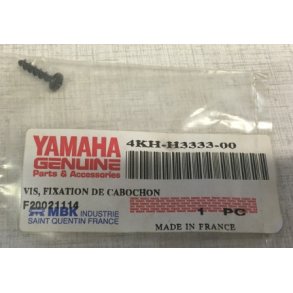 YAMAHA
GENUINE
Parts & Accessories
4KH-H3333-00
VIS, FIXATION DE CABOCHON
F20021114
MBK INDUSTRIE
SAINT QUENTIN FRANCE
1 PC
MADE IN FRANCE